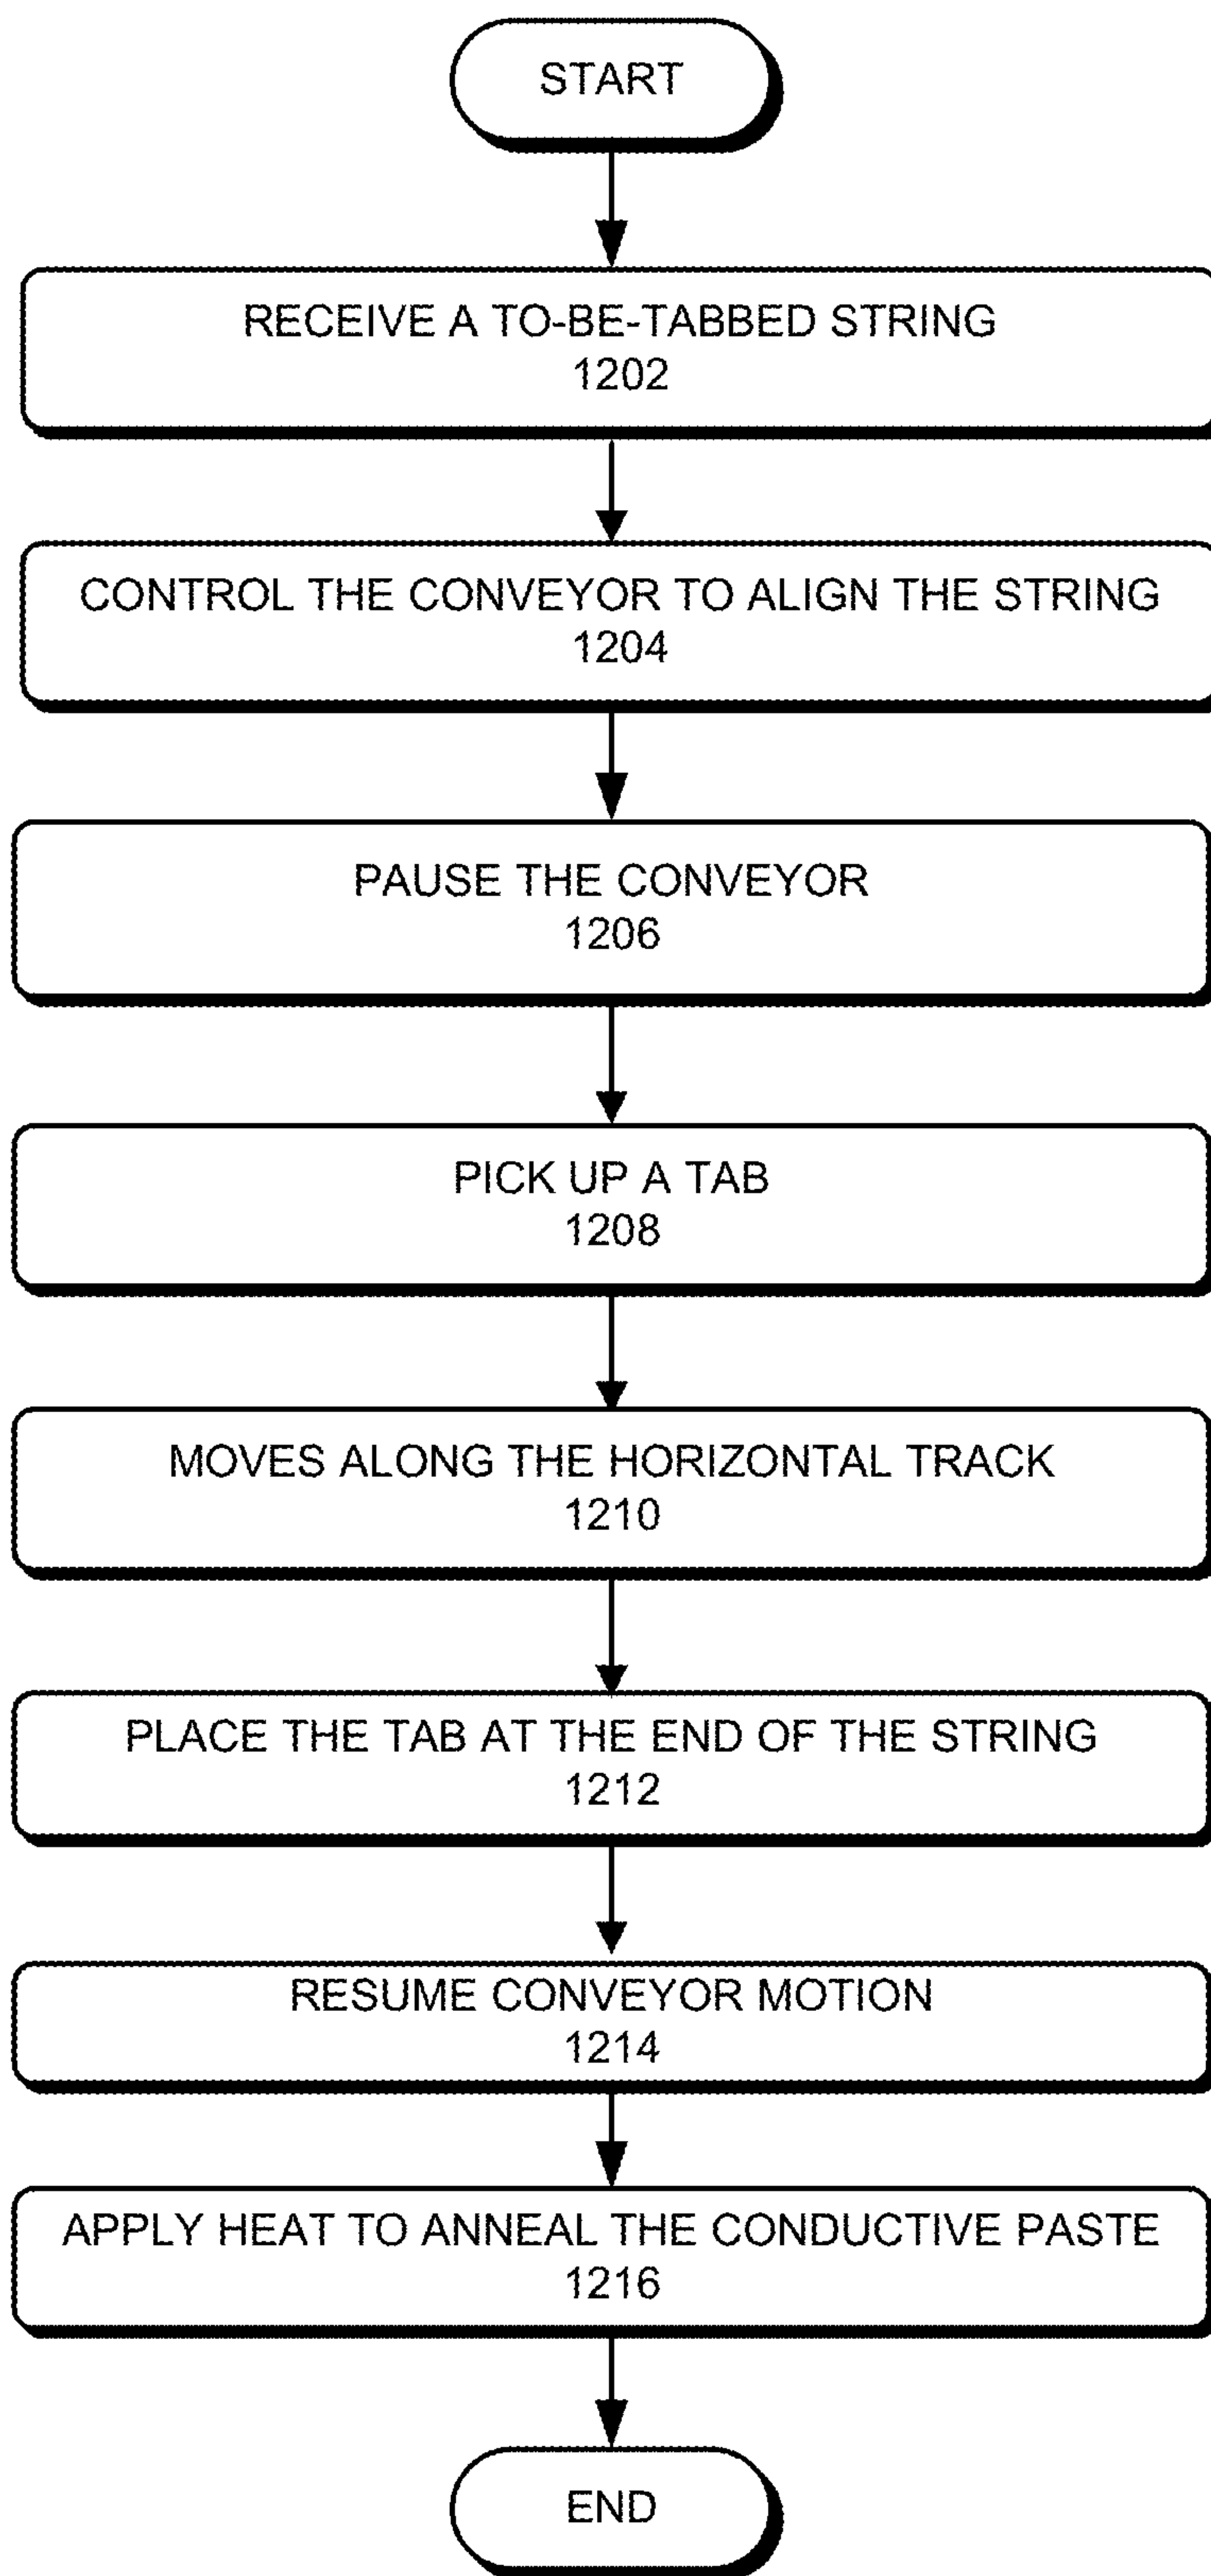 START
RECEIVE A TO-BE-TABBED STRING
1202
CONTROL THE CONVEYOR TO ALIGN THE STRING
1204
PAUSE THE CONVEYOR
1206
PICK UP A TAB
1208
MOVES ALONG THE HORIZONTAL TRACK
1210
PLACE THE TAB AT THE END OF THE STRING
1212
RESUME CONVEYOR MOTION
1214
APPLY HEAT TO ANNEAL THE CONDUCTIVE PASTE
1216
END